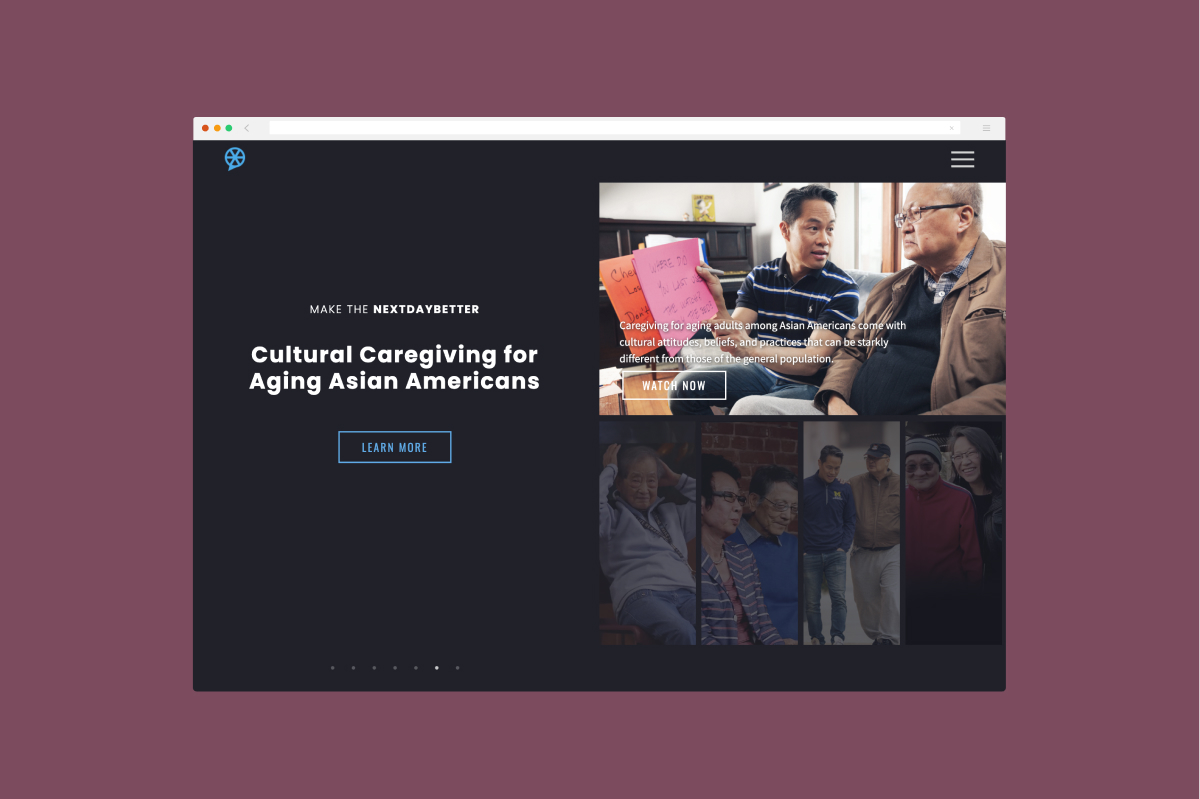 MAKE THE NEXTDAYBETTER
Cultural Caregiving for
Aging Asian Americans
LEARN MORE
WHERE DO
Caregiving for aging adults among Asian Americans come with
cultural attitudes, beliefs, and practices that can be starkly
different from those of the general population.
WATCH NOW